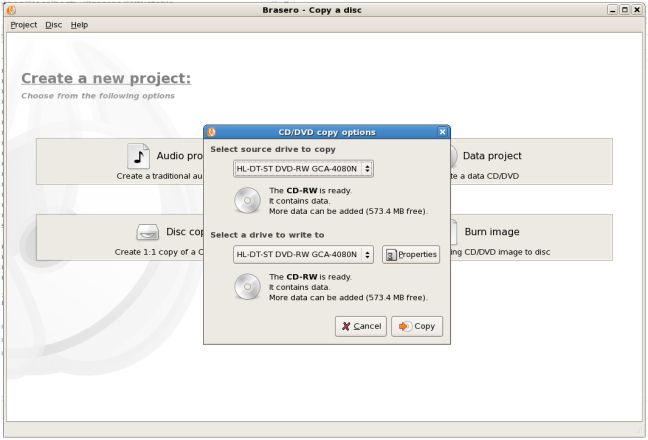 Brasero - Copy a disc
Project Disc Help
Create a new project:
Choose from the following options
CD/DVD copy options
Select source drive to copy
Audio pro
Data project
HL-DT-ST DVD-RW GCA-4080N
Create a traditional au
te a data CD/DVD
The CD-RW is ready.
It contains data.
More data can be added (573.4 MB free).
Select a drive to write to
Disc cop
Burn image
HL-DT-ST DVD-RW GCA-4080N
Properties
Create 1:1 copy of a C
ing CD/DVD image to disc
The CD-RW is ready.
It contains data.
More data can be added (573.4 MB free).
Cancel
Copy